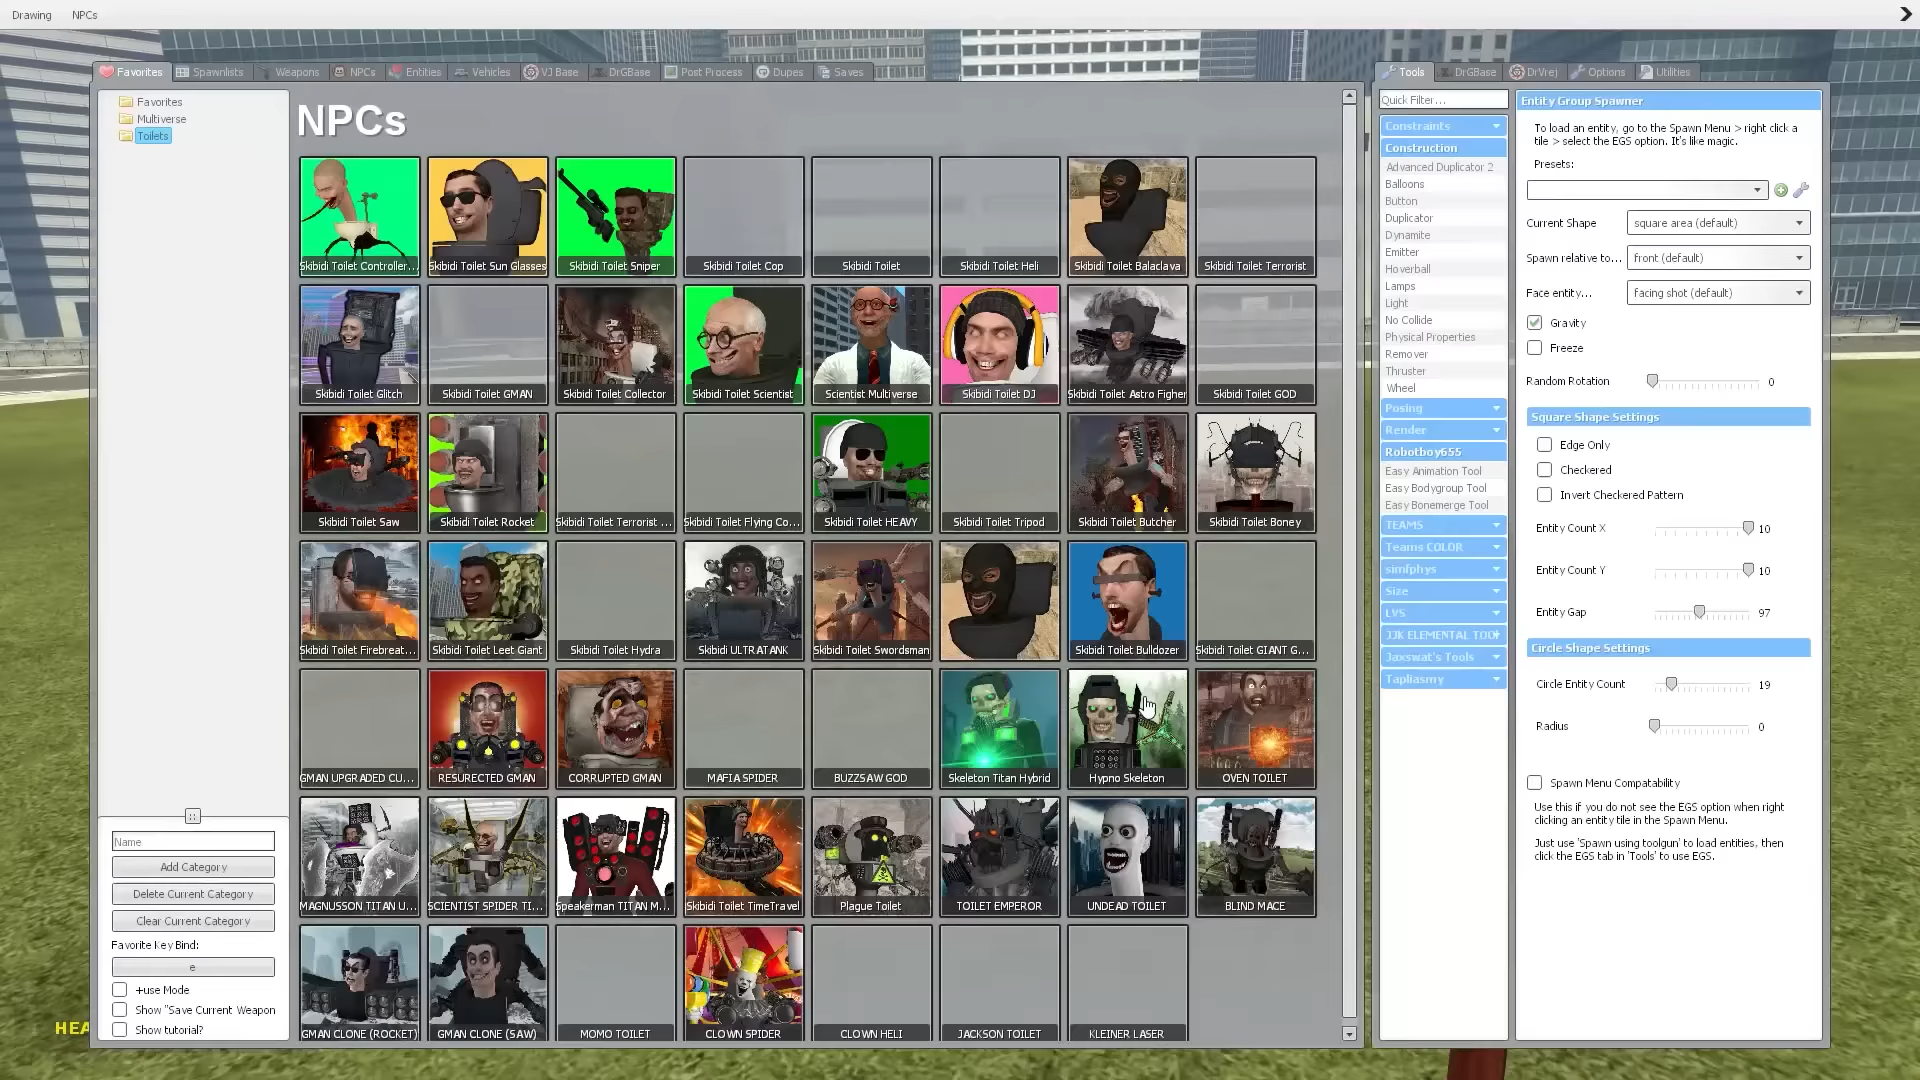 Drawing NPCs
Favorites Spawnlists Weapons NPCs Entities Vehicles VJ Base DrGBase Post Process Dupes Saves
Favorites
Multiverse
Toilets
NPCs
Skibidi Toilet Controller... Skibidi Toilet Sun Glasses Skibidi Toilet Sniper Skibidi Toilet Cop Skibidi Toilet Skibidi Toilet Heli Skibidi Toilet Balaclava Skibidi Toilet Terrorist
Skibidi Toilet Glitch Skibidi Toilet GMAN Skibidi Toilet Collector Skibidi Toilet Scientist Scientist Multiverse Skibidi Toilet DJ Skibidi Toilet Astro Figher Skibidi Toilet GOD
Skibidi Toilet Saw Skibidi Toilet Rocket Skibidi Toilet Terrorist ... Skibidi Toilet Flying Co... Skibidi Toilet HEAVY Skibidi Toilet Tripod Skibidi Toilet Butcher Skibidi Toilet Boney
Skibidi Toilet Firebreat... Skibidi Toilet Leet Giant Skibidi Toilet Hydra Skibidi ULTRATANK Skibidi Toilet Swordsman Skibidi Toilet Bulldozer Skibidi Toilet GIANT G...
GMAN UPGRADED CU... RESURECTED GMAN CORRUPTED GMAN MAFIA SPIDER BUZZSAW GOD Skeleton Titan Hybrid Hypno Skeleton OVEN TOILET
MAGNUSSON TITAN U... SCIENTIST SPIDER TI... Speakerman TITAN M... Skibidi Toilet TimeTravel Plague Toilet TOILET EMPEROR UNDEAD TOILET BLIND MACE
GMAN CLONE (ROCKET) GMAN CLONE (SAW) MOMO TOILET CLOWN SPIDER CLOWN HELI JACKSON TOILET KLEINER LASER
Name
Add Category
Delete Current Category
Clear Current Category
Favorite Key Bind:
e
+use Mode
Show "Save Current Weapon
Show tutorial?
HEA
Tools DrGBase DrVrej Options Utilities
Quick Filter...
Constraints
Construction
Advanced Duplicator 2
Balloons
Button
Duplicator
Dynamite
Emitter
Hoverball
Lamps
Light
No Collide
Physical Properties
Remover
Thruster
Wheel
Posing
Render
Robotboy655
Easy Animation Tool
Easy Bodygroup Tool
Easy Bonemerge Tool
TEAMS
Teams COLOR
simfphys
Size
LVS
JJK ELEMENTAL TOO
Jaxswat's Tools
Tapliasmy
Entity Group Spawner
To load an entity, go to the Spawn Menu > right click a
tile > select the EGS option. It's like magic.
Presets:
Current Shape square area (default)
Spawn relative to... front (default)
Face entity... facing shot (default)
Gravity
Freeze
Random Rotation 0
Square Shape Settings
Edge Only
Checkered
Invert Checkered Pattern
Entity Count X 10
Entity Count Y 10
Entity Gap 97
Circle Shape Settings
Circle Entity Count 19
Radius 0
Spawn Menu Compatability
Use this if you do not see the EGS option when right
clicking an entity tile in the Spawn Menu.
Just use 'Spawn using toolgun' to load entities, then
click the EGS tab in 'Tools' to use EGS.